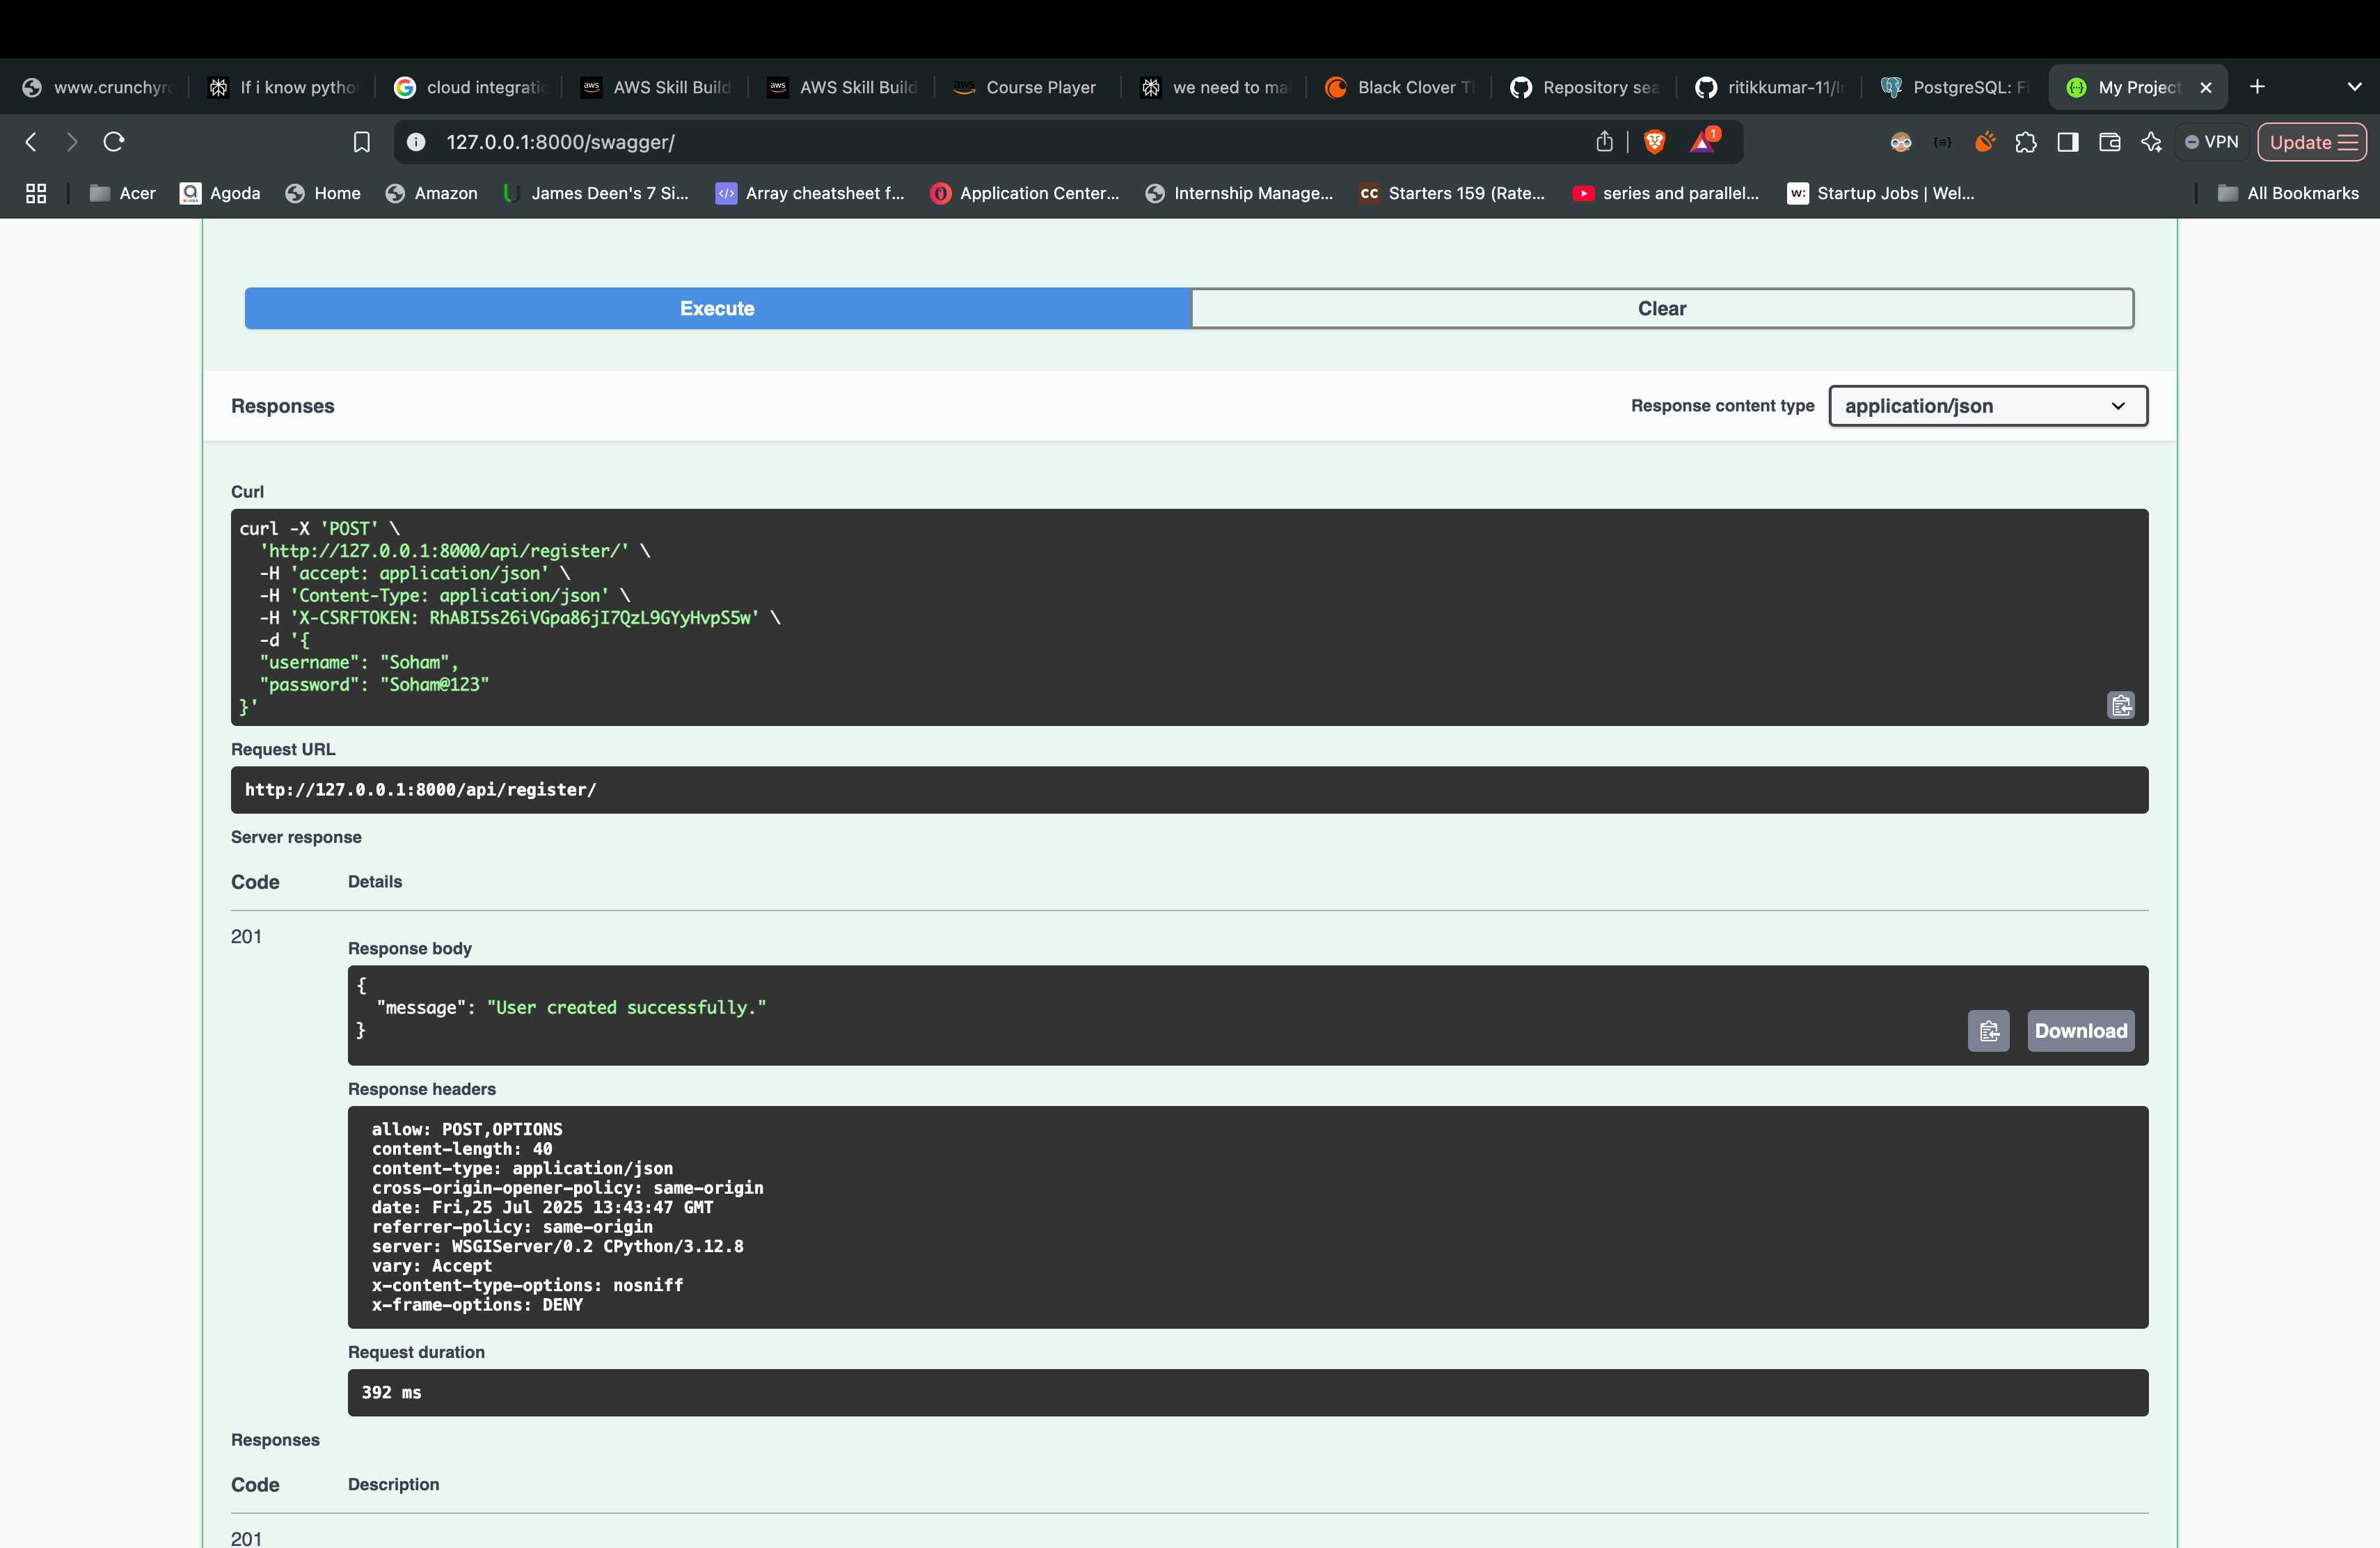 www.crunchyro
If i know pytho
cloud integrati
AWS Skill Build
AWS Skill Build
Course Player
we need to ma
Black Clover T
Repository sea
ritikkumar-11/I
PostgreSQL: F
My Project
127.0.0.1:8000/swagger/
1
VPN
Update
Acer
Agoda
Home
Amazon
James Deen's 7 Si...
Array cheatsheet f...
Application Center...
Internship Manage...
Starters 159 (Rate...
series and parallel...
Startup Jobs | Wel...
All Bookmarks
Execute
Clear
Responses
Response content type
application/json
Curl
curl -X 'POST' \
'http://127.0.0.1:8000/api/register/' \
-H 'accept: application/json' \
-H 'Content-Type: application/json' \
-H 'X-CSRFTOKEN: RhABI5s26iVGpa86jI7QzL9GYyHvpS5w' \
-d '{
"username": "Soham",
"password": "Soham@123"
}'
Request URL
http://127.0.0.1:8000/api/register/
Server response
Code Details
201
Response body
{
"message": "User created successfully."
}
Download
Response headers
allow: POST,OPTIONS
content-length: 40
content-type: application/json
cross-origin-opener-policy: same-origin
date: Fri,25 Jul 2025 13:43:47 GMT
referrer-policy: same-origin
server: WSGIServer/0.2 CPython/3.12.8
vary: Accept
x-content-type-options: nosniff
x-frame-options: DENY
Request duration
392 ms
Responses
Code Description
201